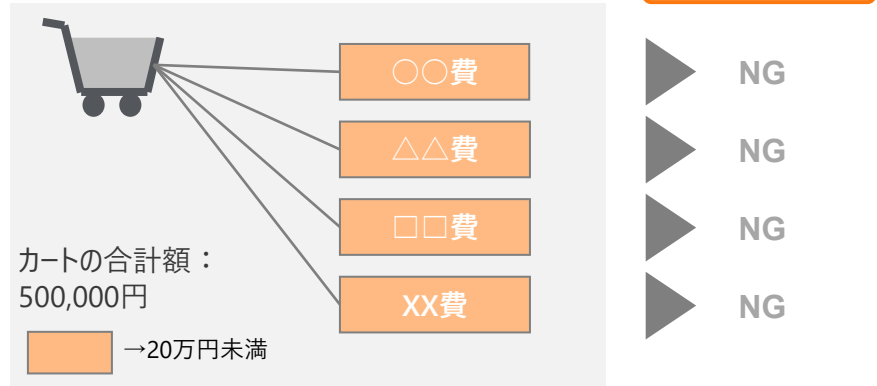 ○○費
NG
△△費
NG
□□費
NG
XX費
NG
カートの合計額：
500,000円
→20万円未満